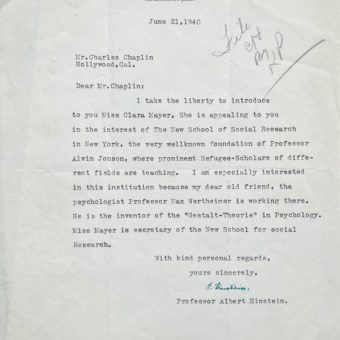 June 21,1940
File
Mr.Charles Chaplin
Hollywood,Cal.
Dear Mr.Chaplin:
I take the liberty to introduce
to you Miss Clara Mayer, She is appealing to you
in the interest of The New School of Social Research
in New York, the very wellknown foundation of Professor
Alvin Jonson, where prominent Refugee-Scholars of diffe-
rent fields are teaching. I am especially interested
in this institution because my dear old friend, the
psychologist Professor Max Wertheimer is working there.
He is the inventor of the "Gestalt-Theorie" in Psychology.
Miss Mayer is secretary of the New School for social
Research.
With kind personal regards,
yours sincerely,
A. Einstein.
Professor Albert Einstein.